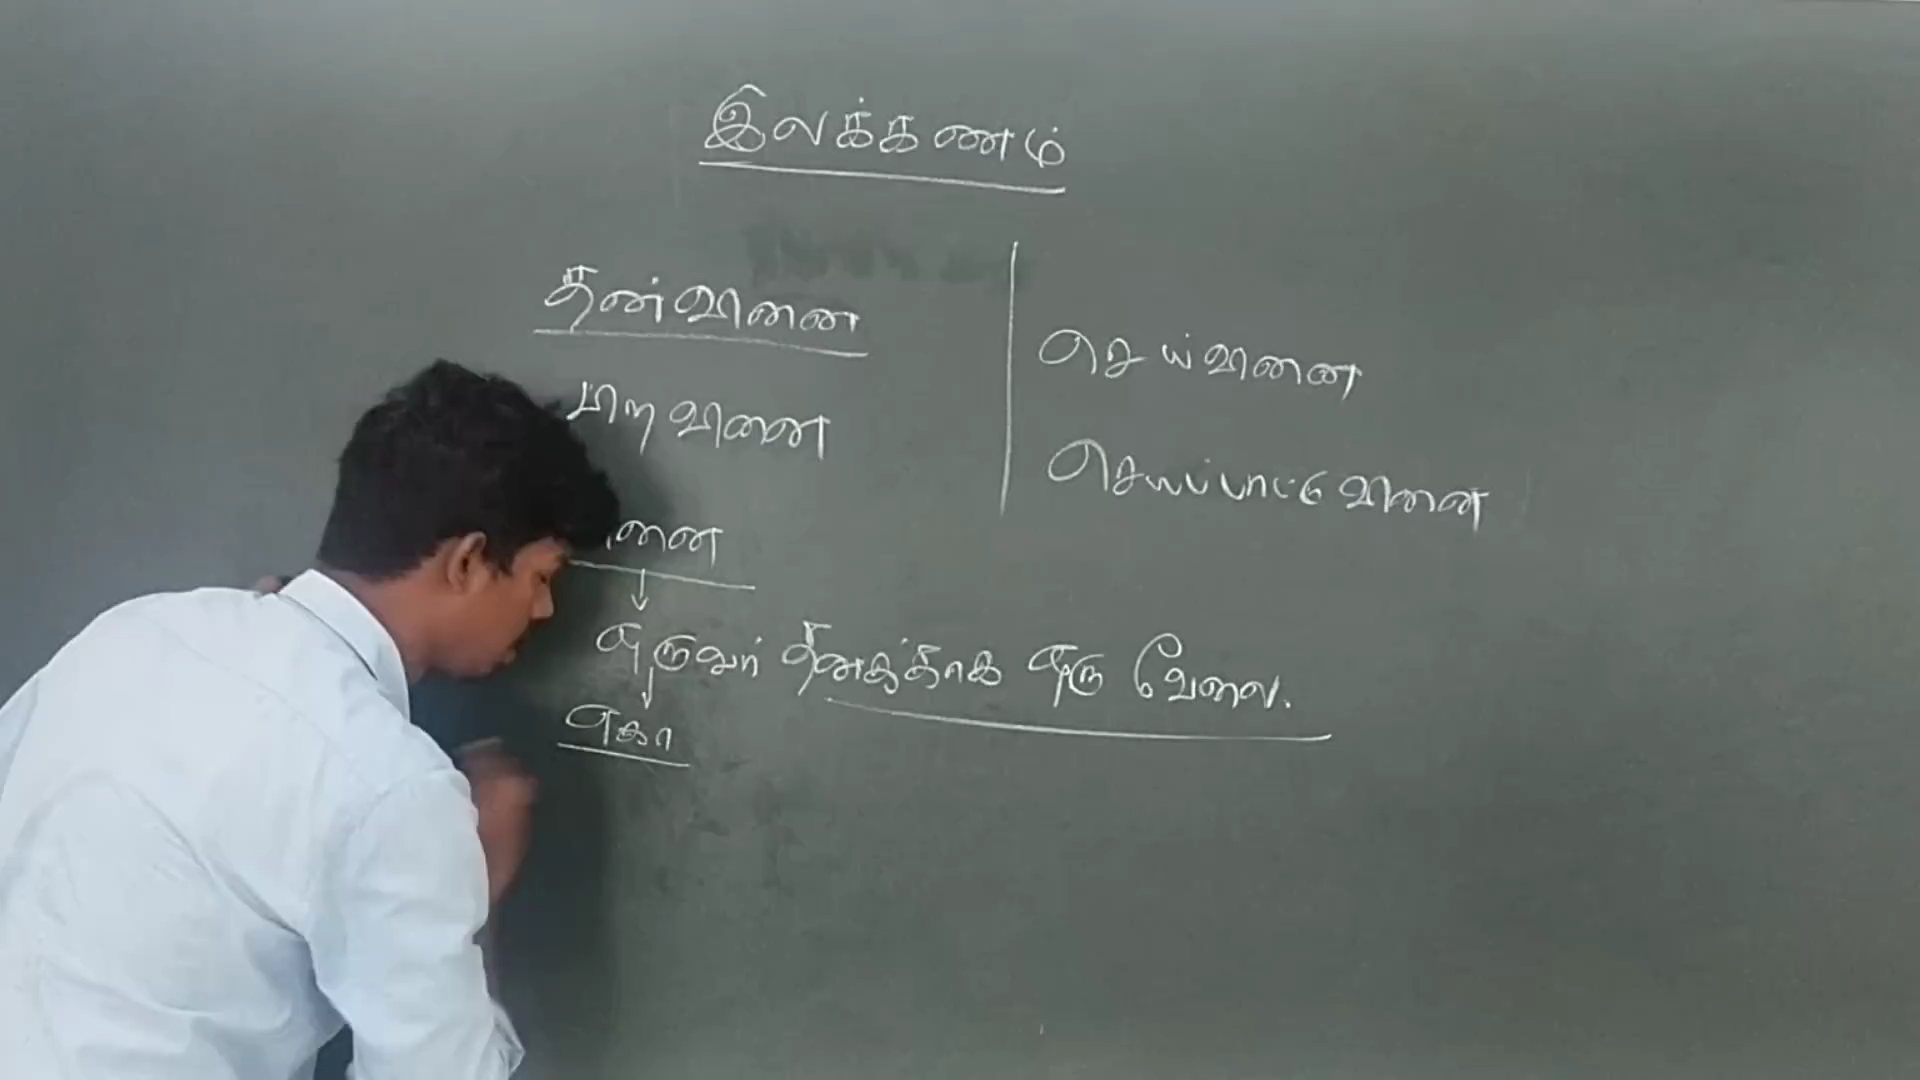 இலக்கணம்
தன்வினை
பிறவினை
செய்வினை
செயப்பாட்டுவினை
ஒருவர் தனக்காக ஒரு வேலை.
எகா